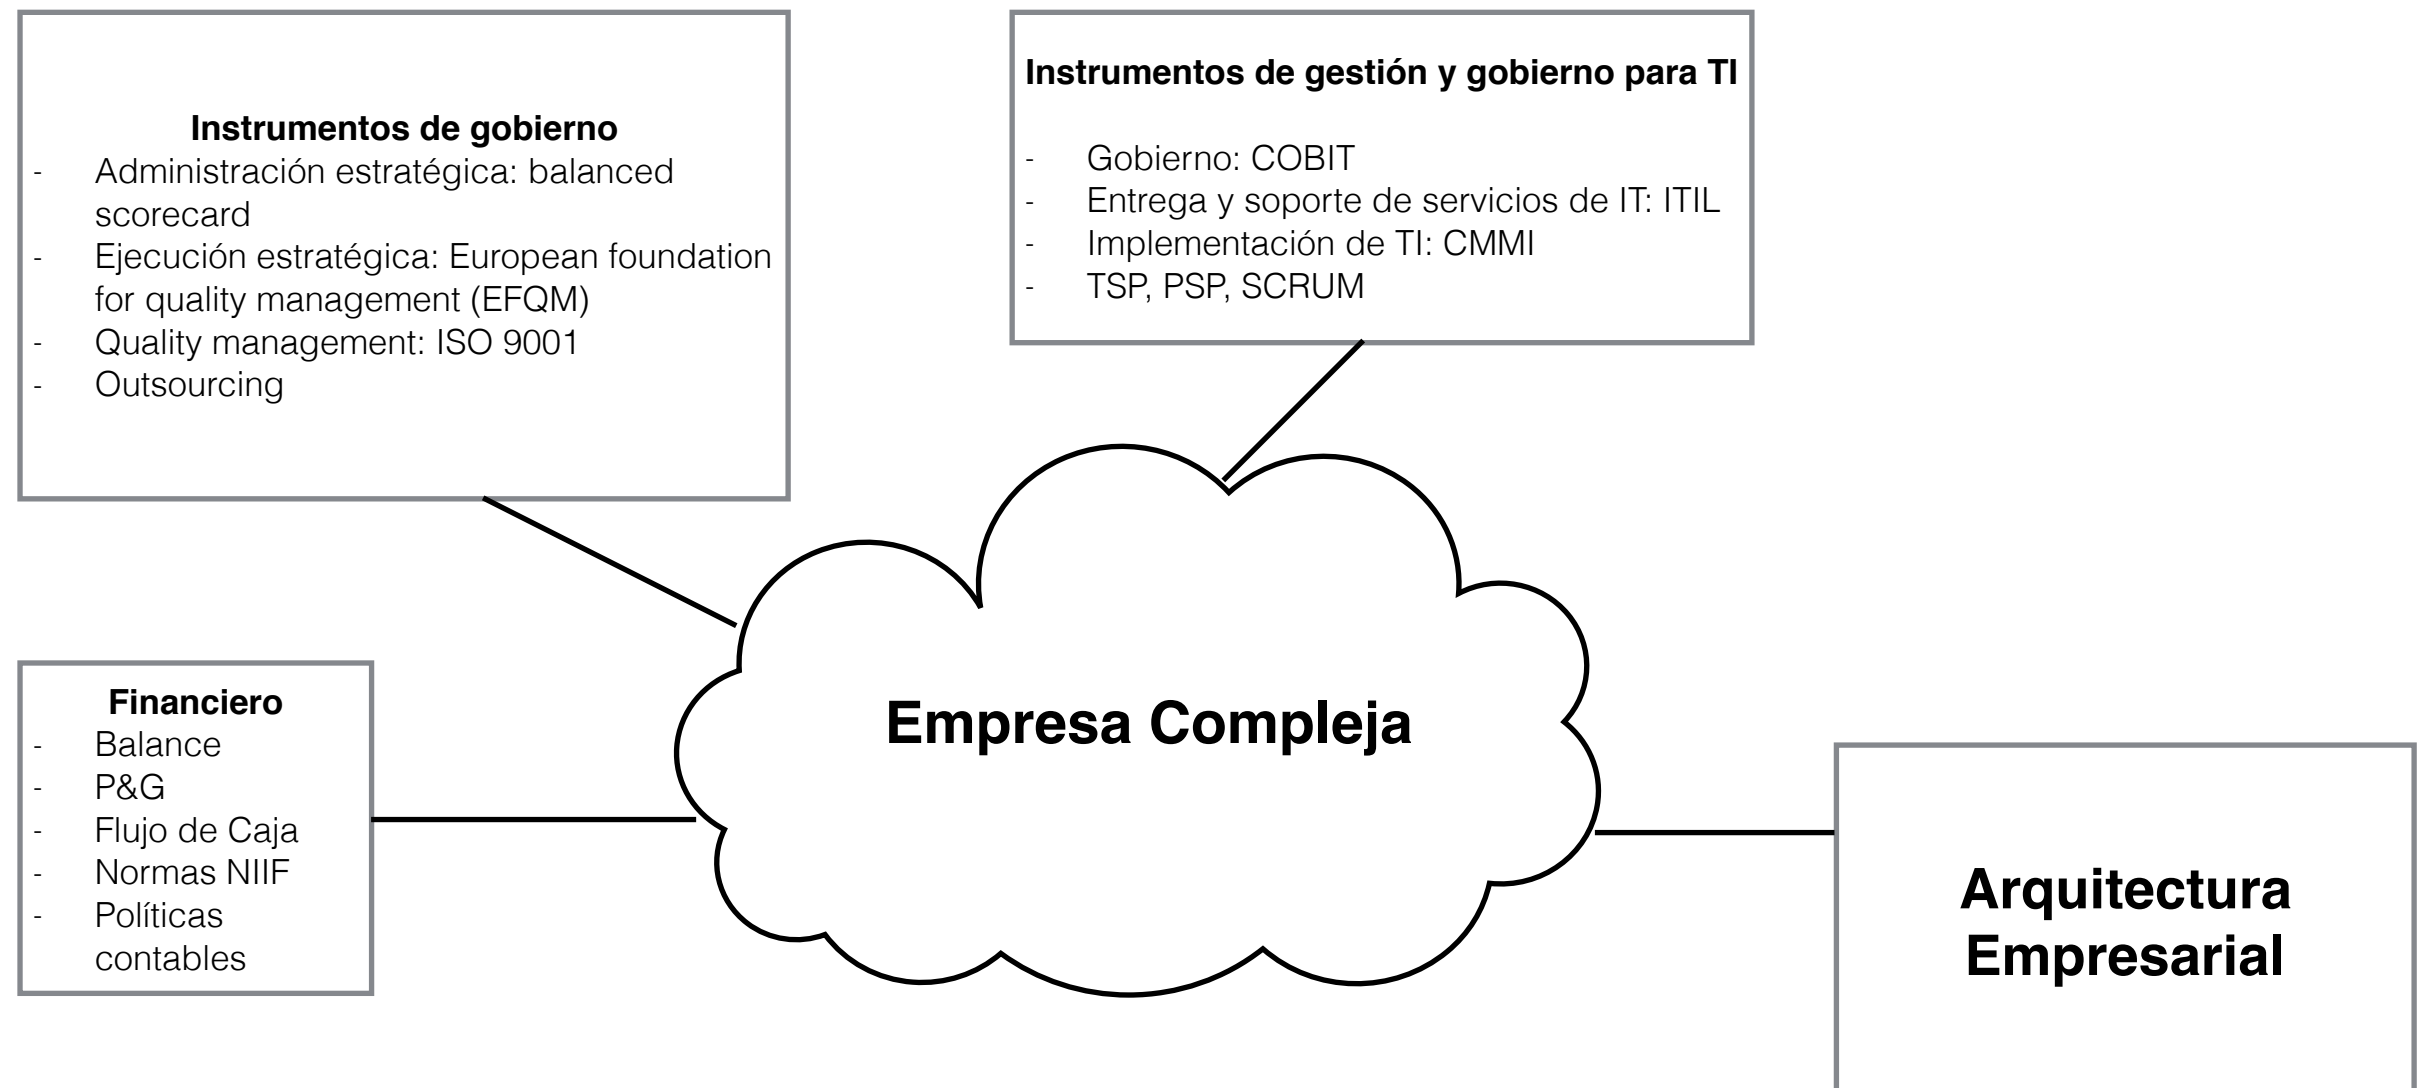 Instrumentos de gobierno
- Administración estratégica: balanced
scorecard
- Ejecución estratégica: European foundation
for quality management (EFQM)
- Quality management: ISO 9001
- Outsourcing
Instrumentos de gestión y gobierno para TI
- Gobierno: COBIT
- Entrega y soporte de servicios de IT: ITIL
- Implementación de TI: CMMI
- TSP, PSP, SCRUM
Financiero
- Balance
- P&G
- Flujo de Caja
- Normas NIIF
- Políticas
contables
Empresa Compleja
Arquitectura
Empresarial